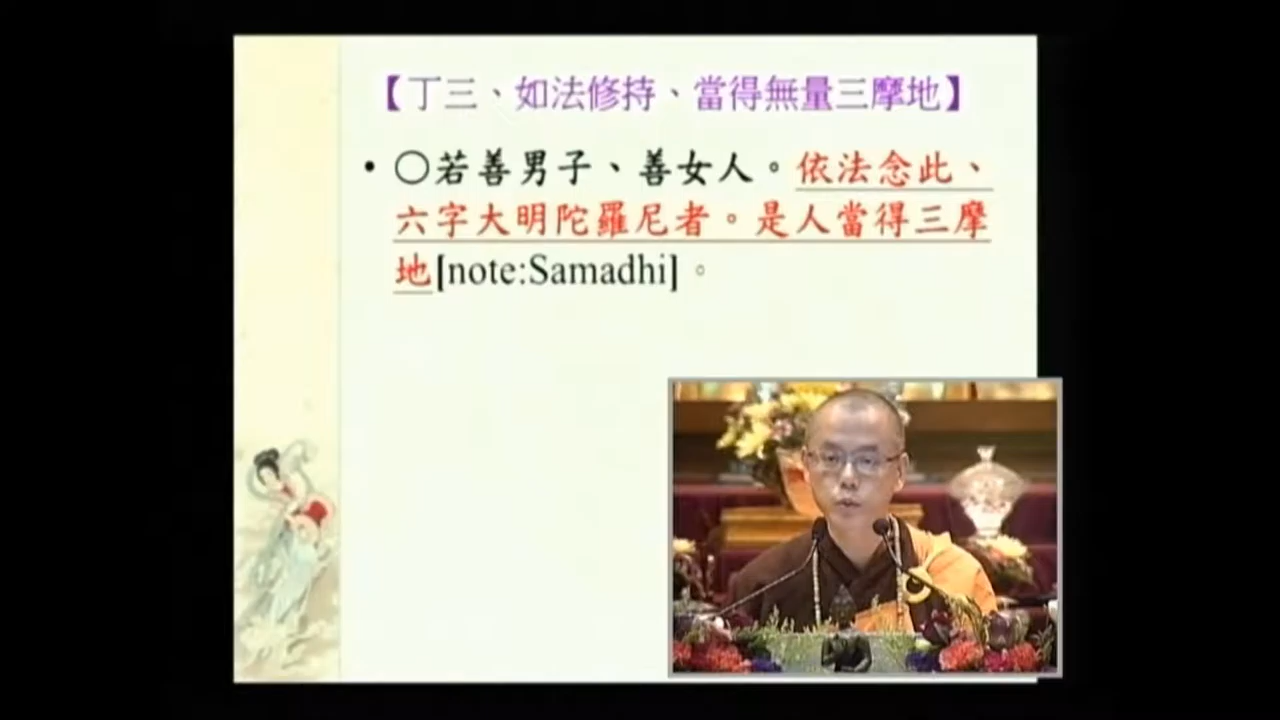 【丁三、如法修持、當得無量三摩地】
• ○若善男子、善女人。依法念此、
六字大明陀羅尼者。是人當得三摩
地[note:Samadhi]。